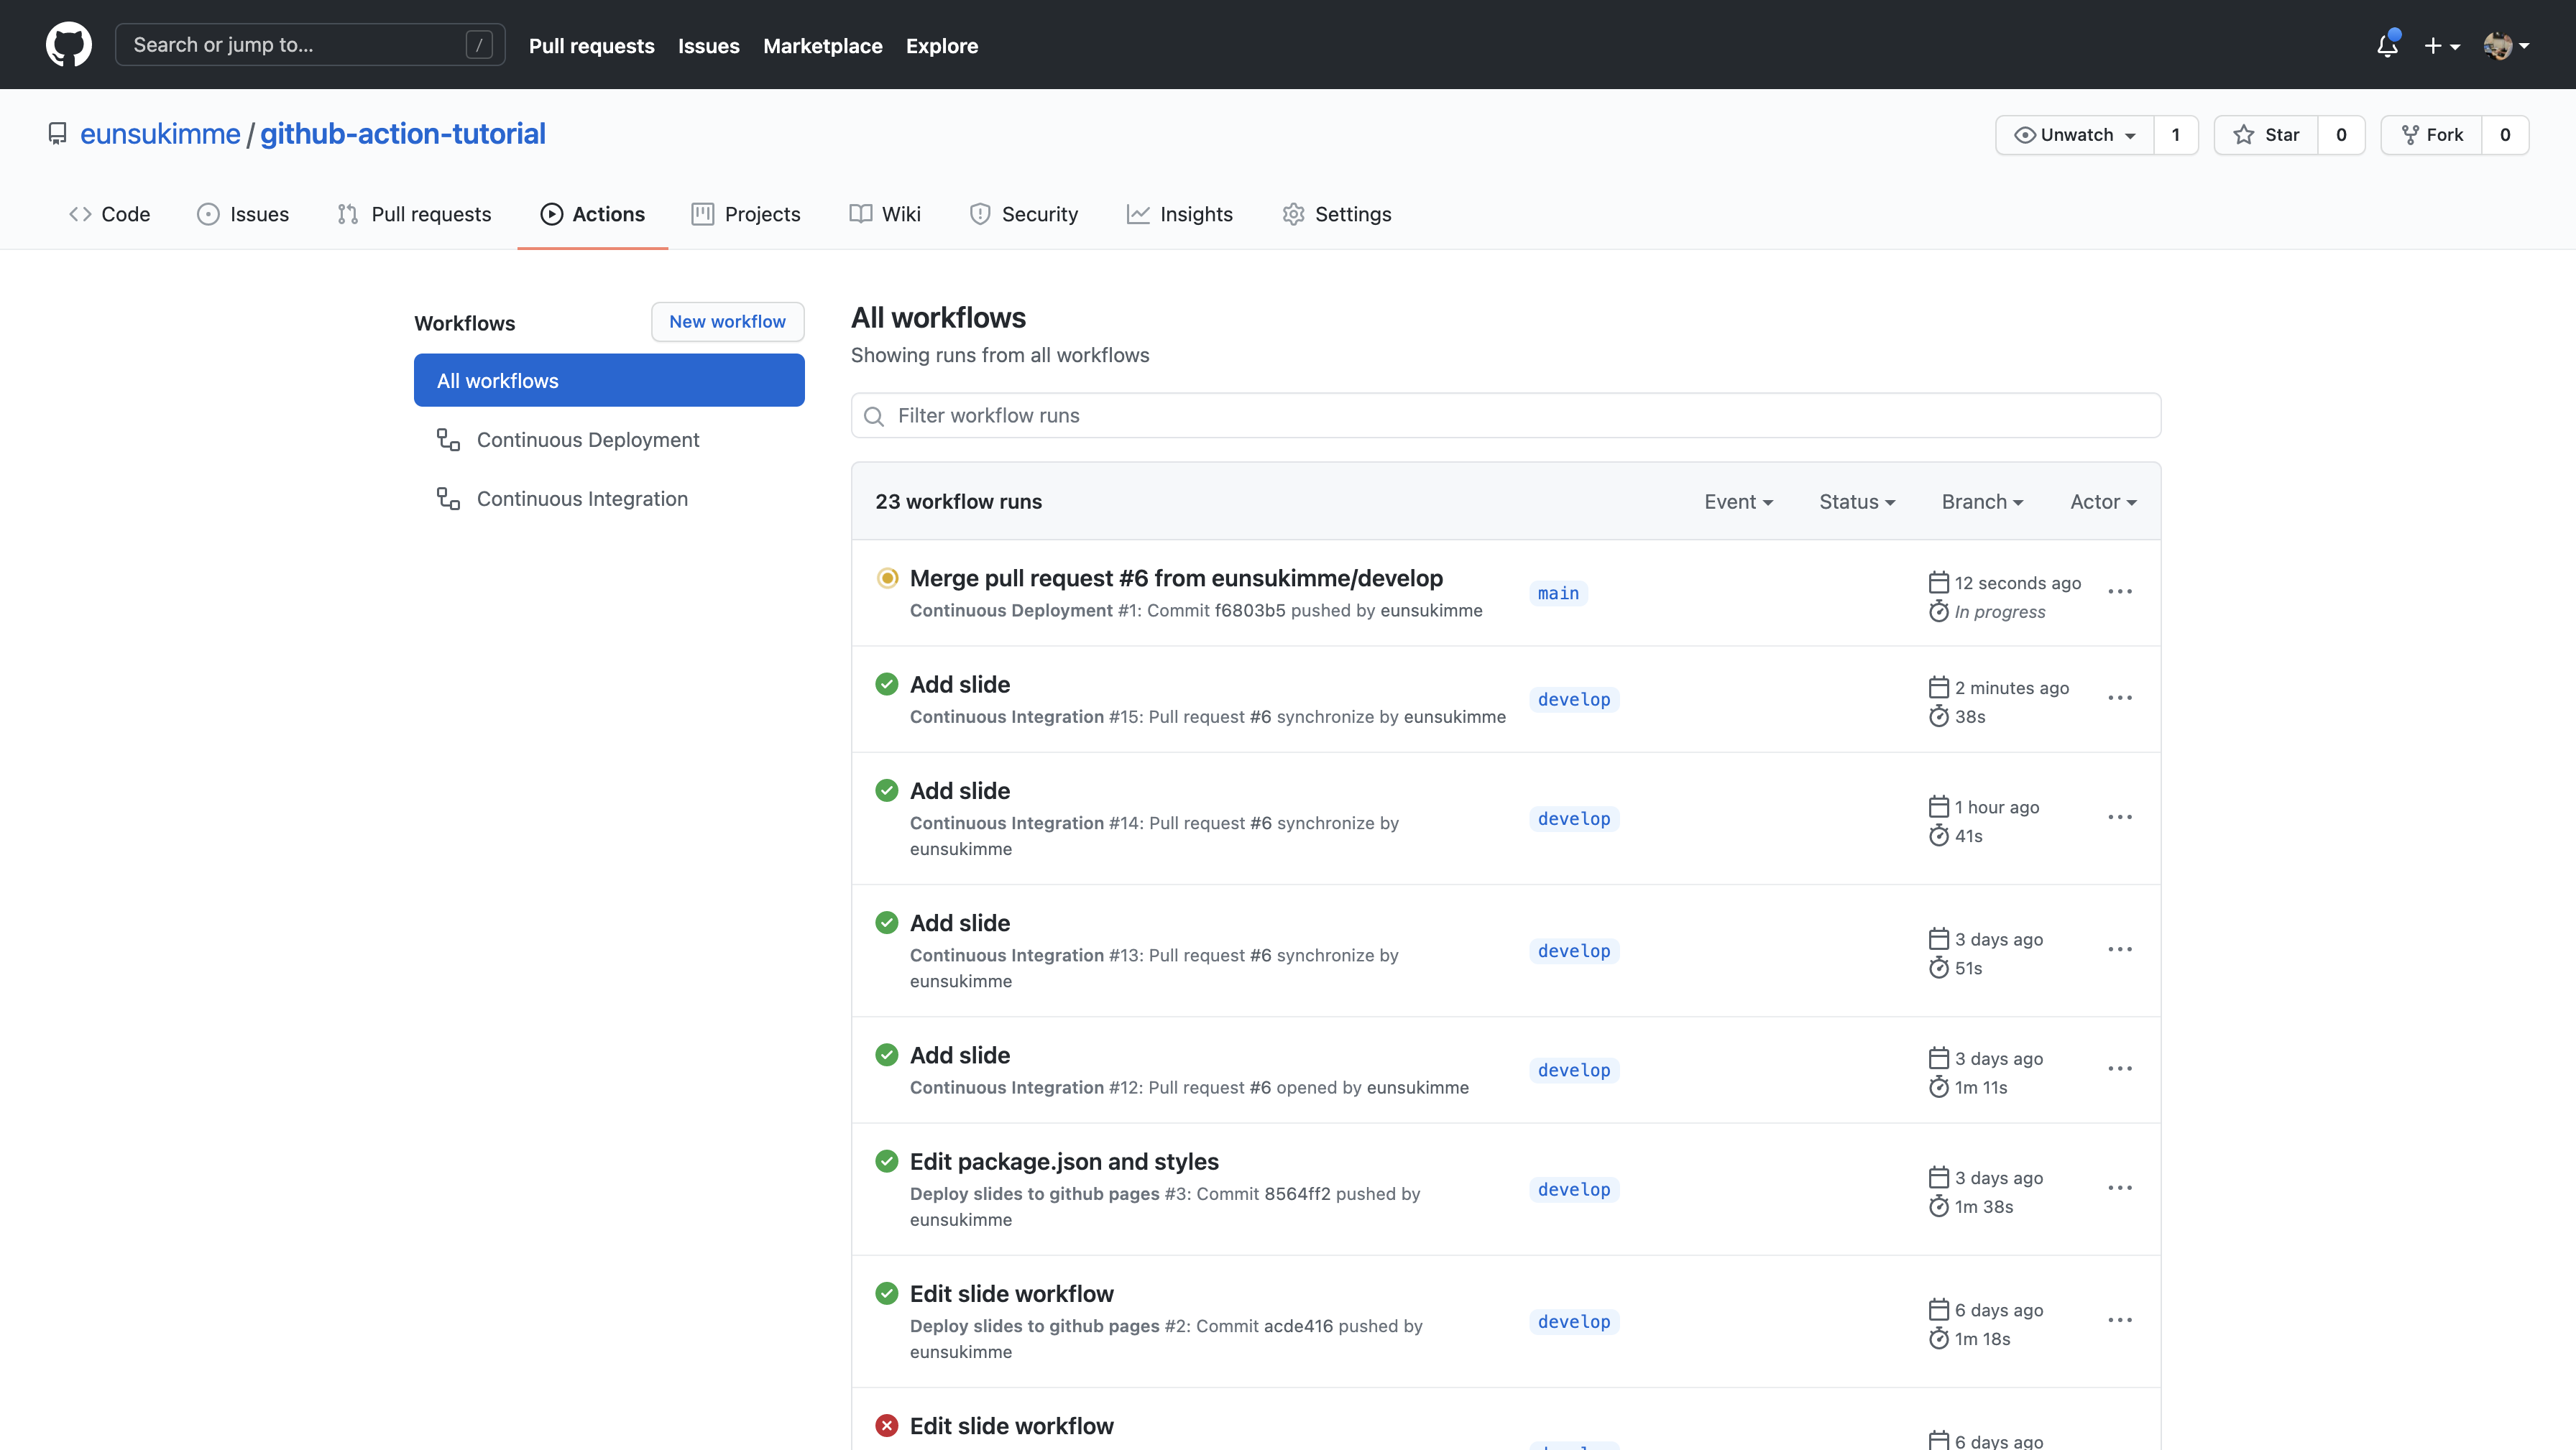 Search or jump to...
/
Pull requests
Issues
Marketplace
Explore
eunsukimme / github-action-tutorial
Unwatch
1
Star
0
Fork
0
Code
Issues
Pull requests
Actions
Projects
Wiki
Security
Insights
Settings
Workflows
New workflow
All workflows
Continuous Deployment
Continuous Integration
All workflows
Showing runs from all workflows
Filter workflow runs
23 workflow runs
Event
Status
Branch
Actor
Merge pull request #6 from eunsukimme/develop
Continuous Deployment #1: Commit f6803b5 pushed by eunsukimme
main
12 seconds ago
In progress
Add slide
Continuous Integration #15: Pull request #6 synchronize by eunsukimme
develop
2 minutes ago
38s
Add slide
Continuous Integration #14: Pull request #6 synchronize by
eunsukimme
develop
1 hour ago
41s
Add slide
Continuous Integration #13: Pull request #6 synchronize by
eunsukimme
develop
3 days ago
51s
Add slide
Continuous Integration #12: Pull request #6 opened by eunsukimme
develop
3 days ago
1m 11s
Edit package.json and styles
Deploy slides to github pages #3: Commit 8564ff2 pushed by
eunsukimme
develop
3 days ago
1m 38s
Edit slide workflow
Deploy slides to github pages #2: Commit acde416 pushed by
eunsukimme
develop
6 days ago
1m 18s
Edit slide workflow
6 days ago